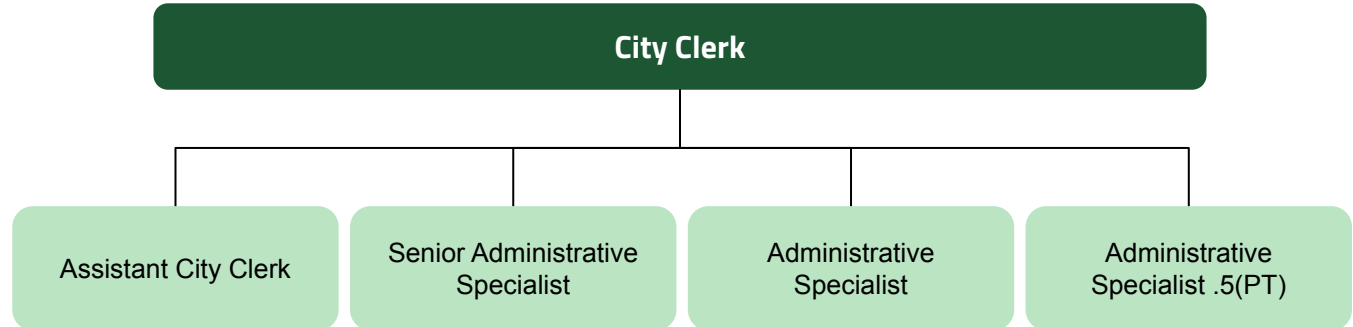 City Clerk
Assistant City Clerk
Senior Administrative
Specialist
Administrative
Specialist
Administrative
Specialist .5(PT)